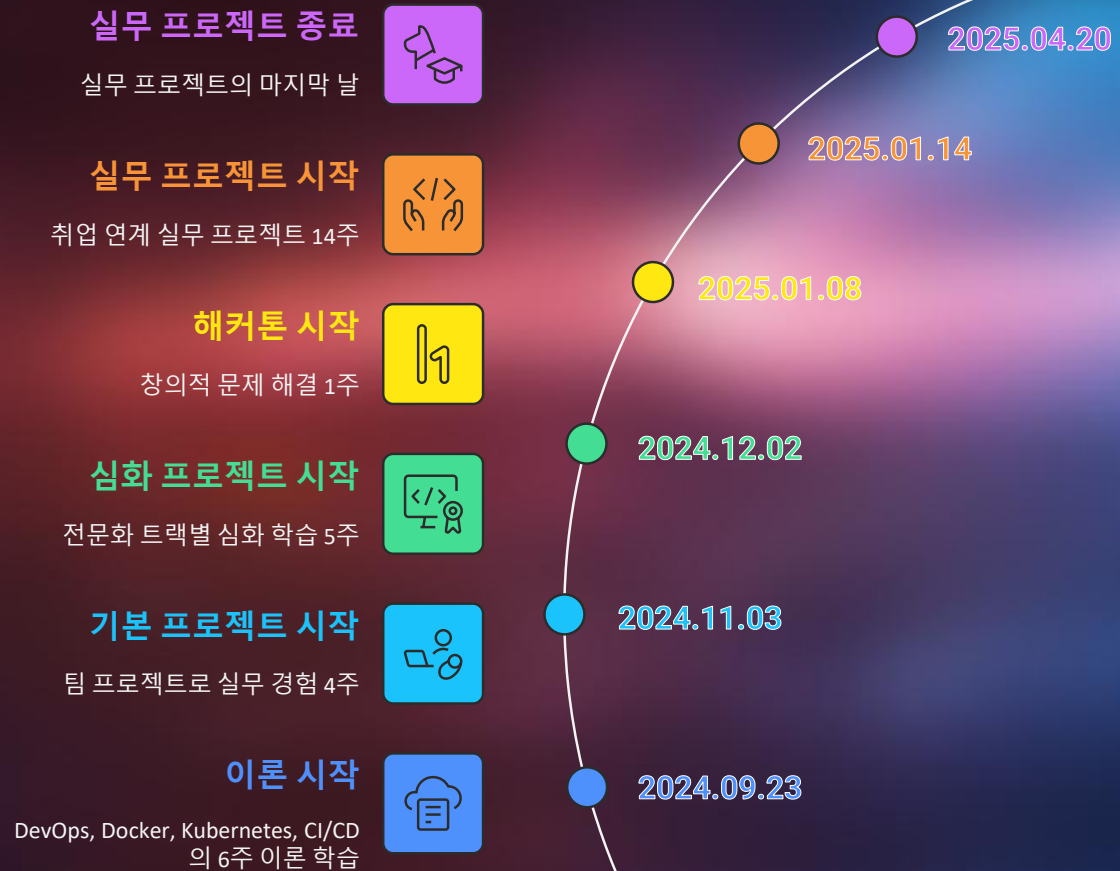 실무 프로젝트 종료
2025.04.20
실무 프로젝트의 마지막 날
실무 프로젝트 시작
2025.01.14
취업 연계 실무 프로젝트 14주
해커톤 시작
2025.01.08
창의적 문제 해결 1주
심화 프로젝트 시작
2024.12.02
전문화 트랙별 심화 학습 5주
기본 프로젝트 시작
2024.11.03
팀 프로젝트로 실무 경험 4주
이론 시작
2024.09.23
DevOps, Docker, Kubernetes, CI/CD
의 6주 이론 학습